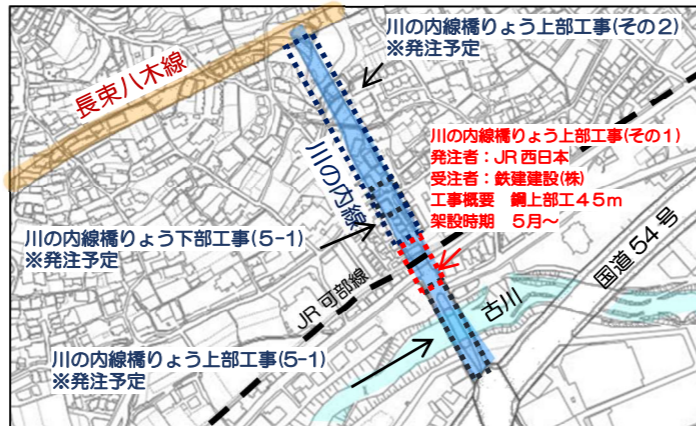 川の内線橋りょう上部工事(その２)
※発注予定
長束八木線
川の内線橋りょう上部工事(その１)
発注者：JR西日本
受注者：鉄建建設(株)
工事概要　鋼上部工４５ｍ
架設時期　５月～
川の内線
川の内線橋りょう下部工事(5-1)
※発注予定
国道５４号
JR可部線
古川
川の内線橋りょう上部工事(5-1)
※発注予定